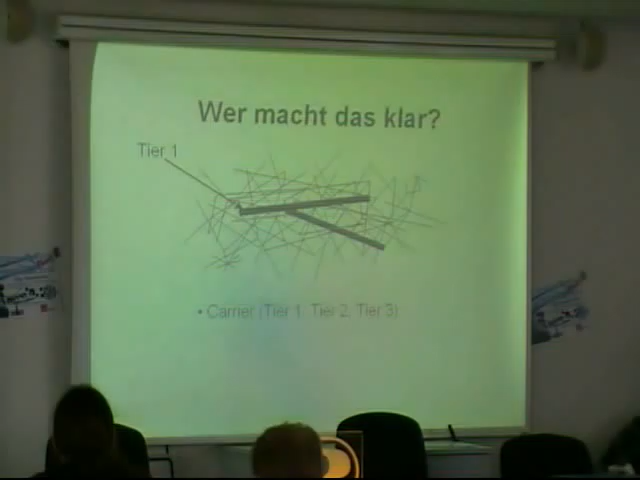 Wer macht das klar?
Tier 1
• Carrier (Tier 1, Tier 2, Tier 3)